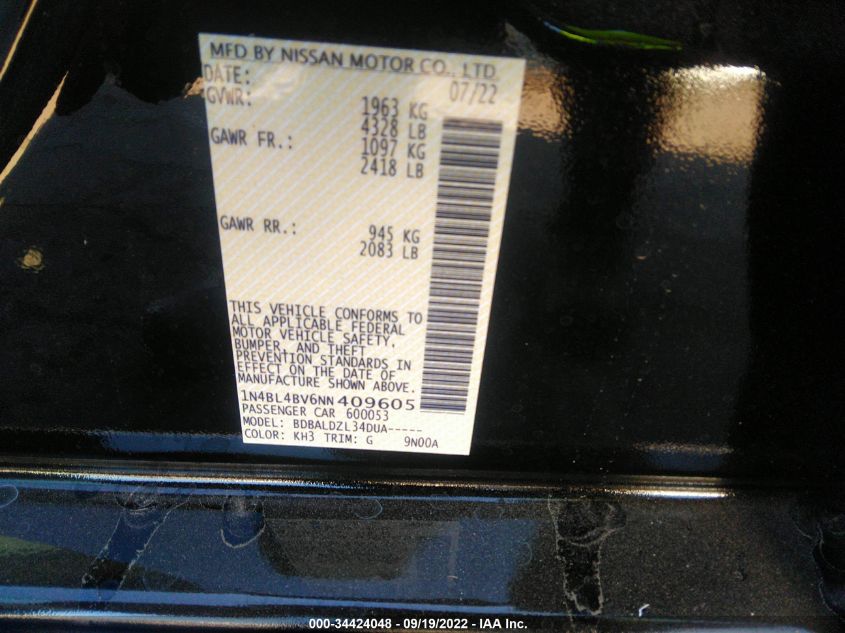 MFD BY NISSAN MOTOR CO., LTD.
DATE: 07/22
GVWR: 1963 KG
4328 LB
GAWR FR.: 1097 KG
2418 LB
GAWR RR.: 945 KG
2083 LB
THIS VEHICLE CONFORMS TO
ALL APPLICABLE FEDERAL
MOTOR VEHICLE SAFETY,
BUMPER, AND THEFT
PREVENTION STANDARDS IN
EFFECT ON THE DATE OF
MANUFACTURE SHOWN ABOVE.
1N4BL4BV6NN409605
PASSENGER CAR 600053
MODEL: BDBALDZL34DUA-----
COLOR: KH3 TRIM: G 9N00A
000-34424048 - 09/19/2022 - IAA Inc.